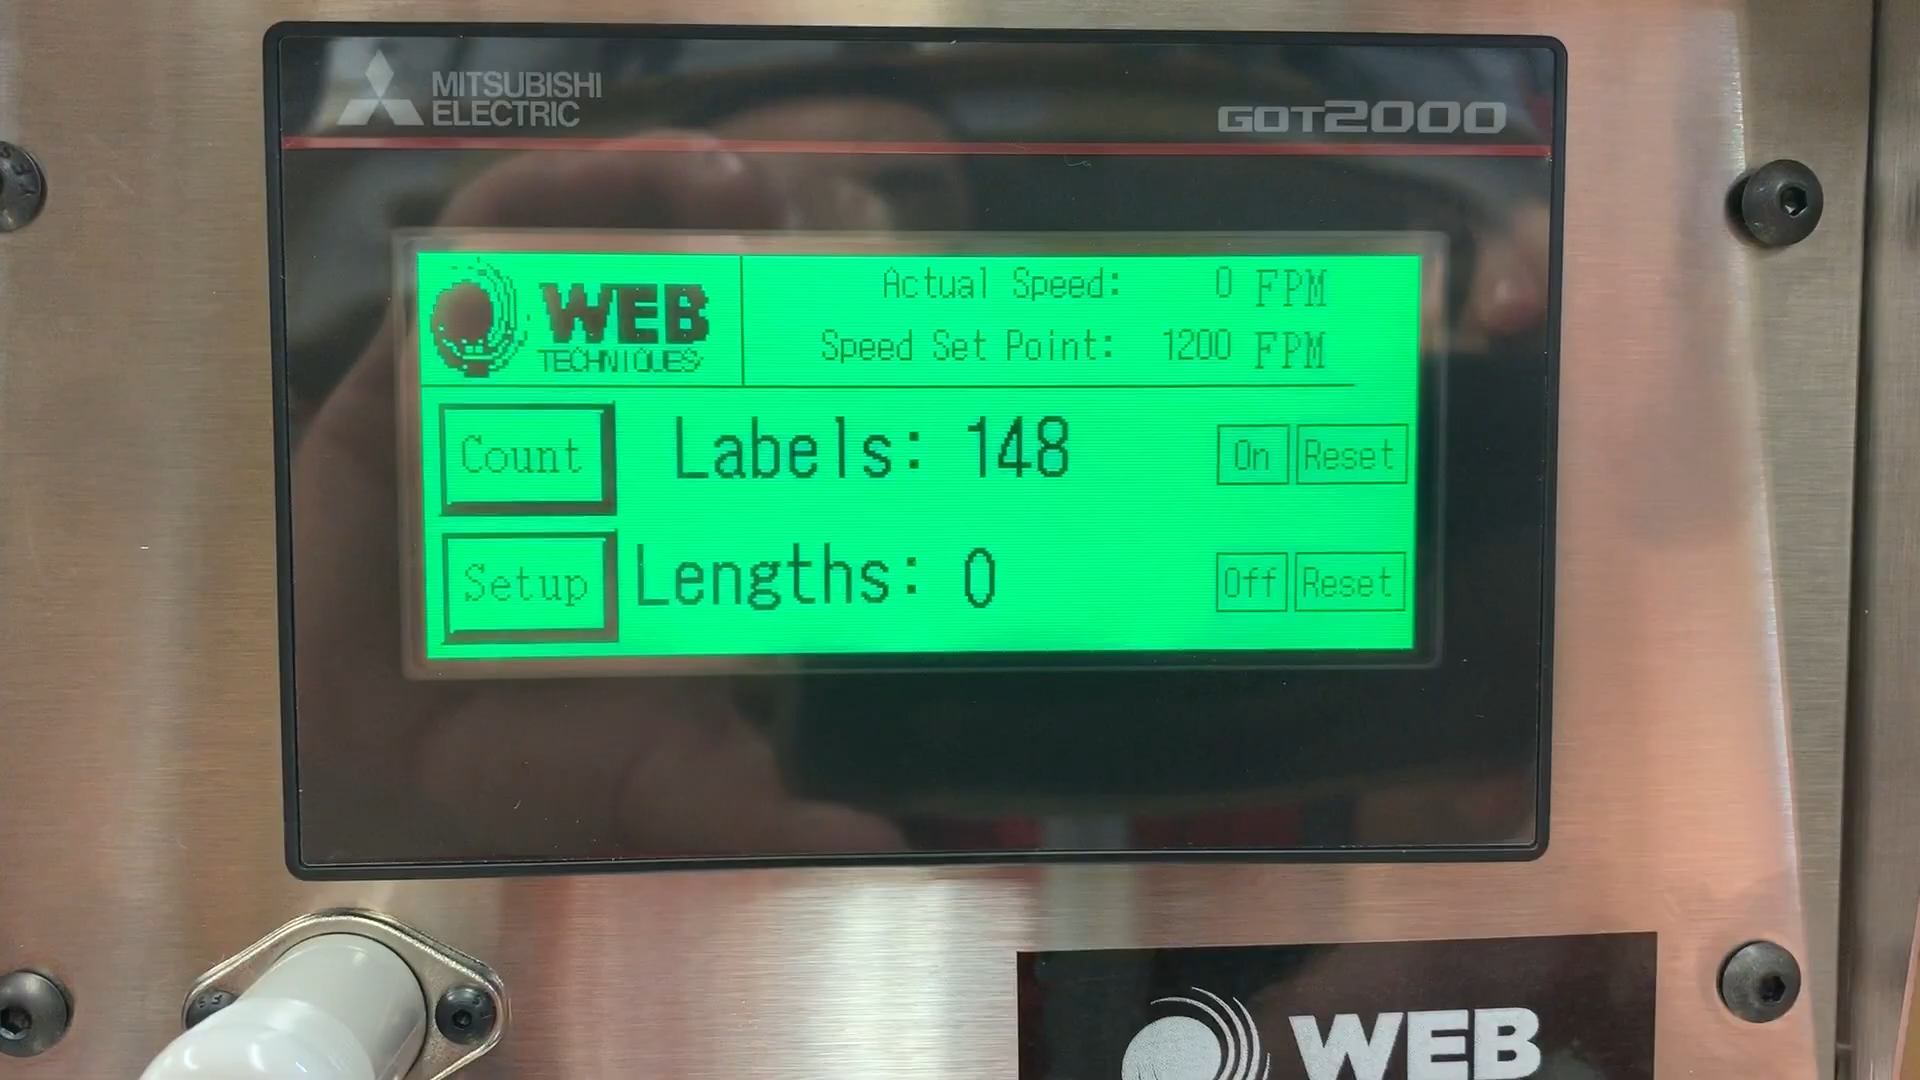 MITSUBISHI
ELECTRIC
GOT2000
WEB
TECHNIQUES
Actual Speed: 0 FPM
Speed Set Point: 1200 FPM
Count
Labels: 148
On
Reset
Setup
Lengths: 0
Off
Reset
WEB